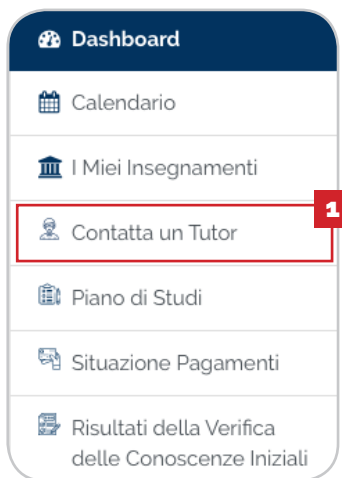 Dashboard
Calendario
I Miei Insegnamenti
1
Contatta un Tutor
Piano di Studi
Situazione Pagamenti
Risultati della Verifica
delle Conoscenze Iniziali